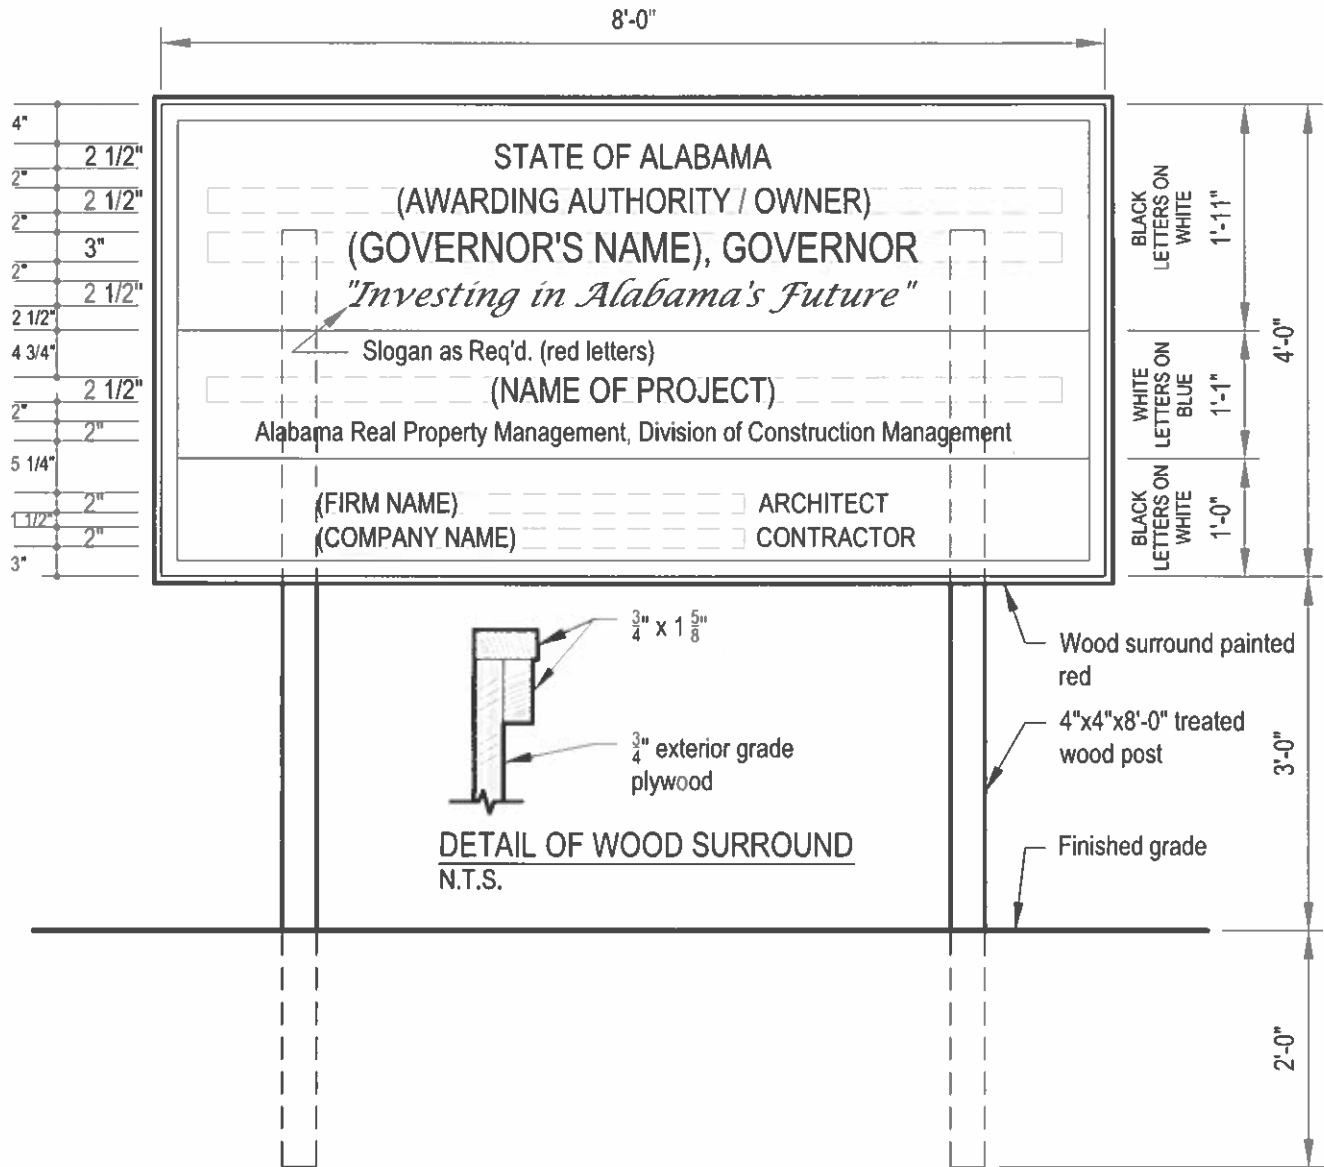 8'-0"
4"
2 1/2"
2"
2 1/2"
2"
3"
2"
2 1/2"
2 1/2"
4 3/4"
2 1/2"
2"
2"
5 1/4"
2"
1 1/2"
2"
3"
STATE OF ALABAMA
(AWARDING AUTHORITY / OWNER)
(GOVERNOR'S NAME), GOVERNOR
"Investing in Alabama's Future"
Slogan as Req'd. (red letters)
(NAME OF PROJECT)
Alabama Real Property Management, Division of Construction Management
(FIRM NAME) ARCHITECT
(COMPANY NAME) CONTRACTOR
BLACK
LETTERS ON
WHITE
1'-11"
WHITE
LETTERS ON
BLUE
1'-1"
BLACK
LETTERS ON
WHITE
1'-0"
4'-0"
3/4" x 1 5/8"
3/4" exterior grade
plywood
DETAIL OF WOOD SURROUND
N.T.S.
Wood surround painted
red
4"x4"x8'-0" treated
wood post
Finished grade
3'-0"
2'-0"